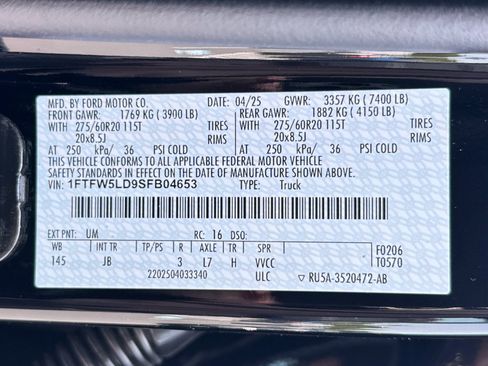 MFD. BY FORD MOTOR CO. DATE: 04/25 GVWR: 3357 KG ( 7400 LB)
FRONT GAWR: 1769 KG ( 3900 LB) REAR GAWR: 1882 KG ( 4150 LB)
275/60R20 115T TIRES 275/60R20 115T TIRES
20x8.5J RIMS 20x8.5J RIMS
AT 250 kPa/ 36 PSI COLD AT 250 kPa/ 36 PSI COLD
THIS VEHICLE CONFORMS TO ALL APPLICABLE FEDERAL MOTOR VEHICLE
SAFETY STANDARDS IN EFFECT ON THE DATE OF MANUFACTURE SHOWN ABOVE.
VIN: 1FTFW5LD9SFB04653 TYPE: Truck
EXT PNT: UM RC: 16 DSO: F0206
WB INT TR TP/PS R AXLE TR SPR T0570
145 JB 3 L7 H VVCC
2202504033340 ULC ▽ RU5A-3520472-AB